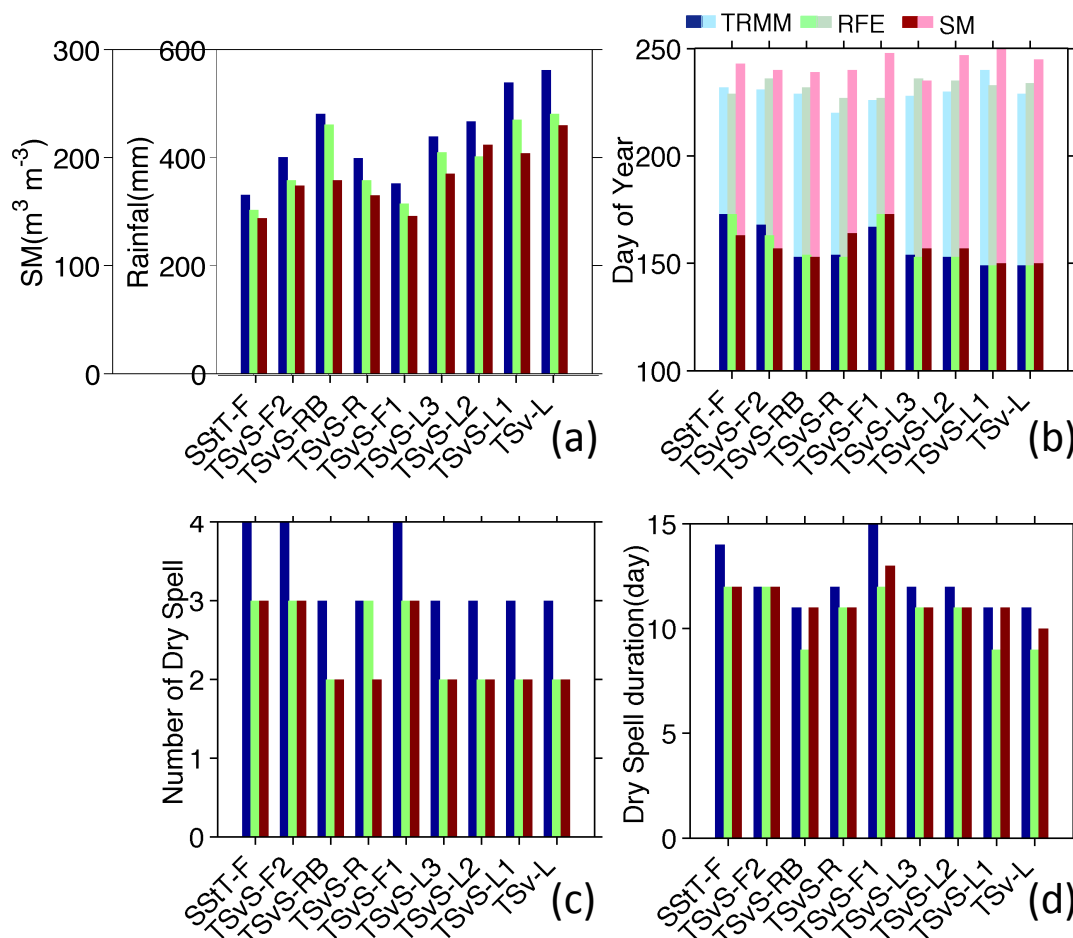 TRMM RFE SM
300
200
100
0
SM(m³ m⁻³)
600
400
200
0
Rainfal(mm)
SStT-F
TSvS-F2
TSvS-RB
TSvS-R
TSvS-F1
TSvS-L3
TSvS-L2
TSvS-L1
TSv-L
(a)
250
200
150
100
Day of Year
SStT-F
TSvS-F2
TSvS-RB
TSvS-R
TSvS-F1
TSvS-L3
TSvS-L2
TSvS-L1
TSv-L
(b)
4
3
2
1
0
Number of Dry Spell
SStT-F
TSvS-F2
TSvS-RB
TSvS-R
TSvS-F1
TSvS-L3
TSvS-L2
TSvS-L1
TSv-L
(c)
15
10
5
0
Dry Spell duration(day)
SStT-F
TSvS-F2
TSvS-RB
TSvS-R
TSvS-F1
TSvS-L3
TSvS-L2
TSvS-L1
TSv-L
(d)